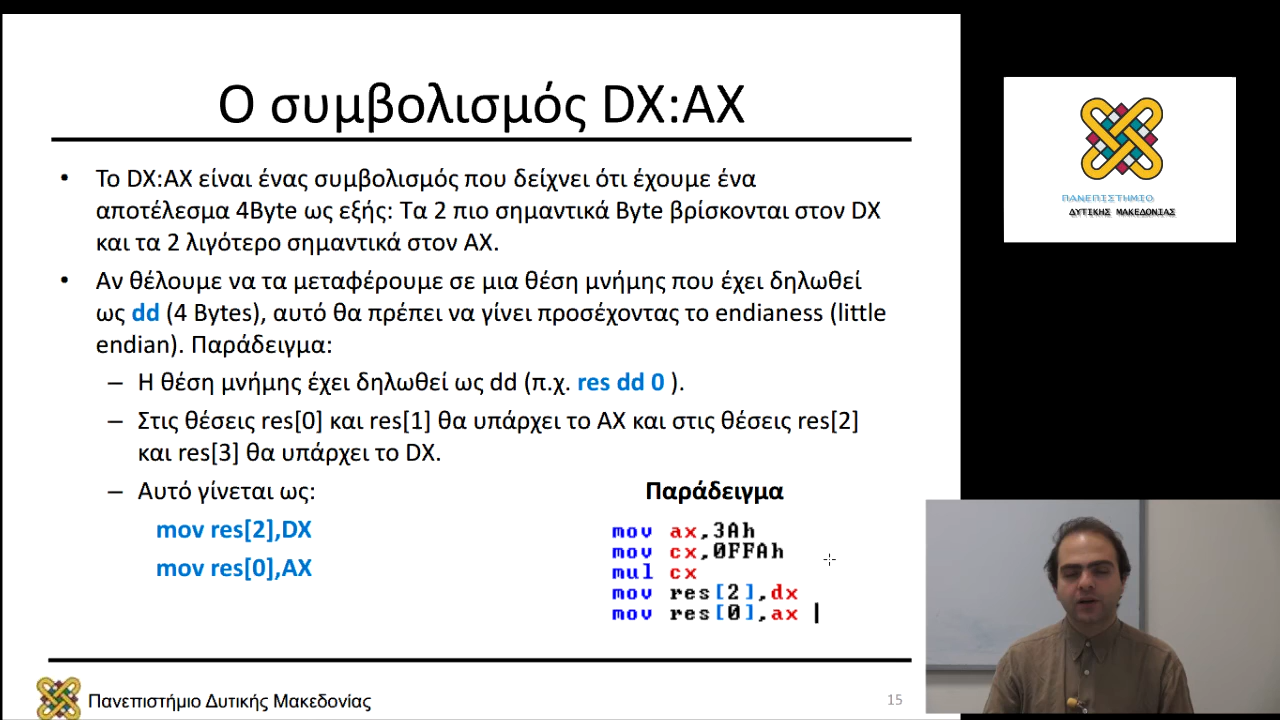 Ο συμβολισμός DX:AX
• Το DX:AX είναι ένας συμβολισμός που δείχνει ότι έχουμε ένα
αποτέλεσμα 4Byte ως εξής: Τα 2 πιο σημαντικά Byte βρίσκονται στον DX
και τα 2 λιγότερο σημαντικά στον AX.
• Αν θέλουμε να τα μεταφέρουμε σε μια θέση μνήμης που έχει δηλωθεί
ως dd (4 Bytes), αυτό θα πρέπει να γίνει προσέχοντας το endianess (little
endian). Παράδειγμα:
– Η θέση μνήμης έχει δηλωθεί ως dd (π.χ. res dd 0 ).
– Στις θέσεις res[0] και res[1] θα υπάρχει το AX και στις θέσεις res[2]
και res[3] θα υπάρχει το DX.
– Αυτό γίνεται ως:
mov res[2],DX
mov res[0],AX
Παράδειγμα
mov ax,3Ah
mov cx,0FFAh
mul cx
mov res[2],dx
mov res[0],ax
Πανεπιστήμιο Δυτικής Μακεδονίας
15
ΠΑΝΕΠΙΣΤΗΜΙΟ
ΔΥΤΙΚΗΣ ΜΑΚΕΔΟΝΙΑΣ